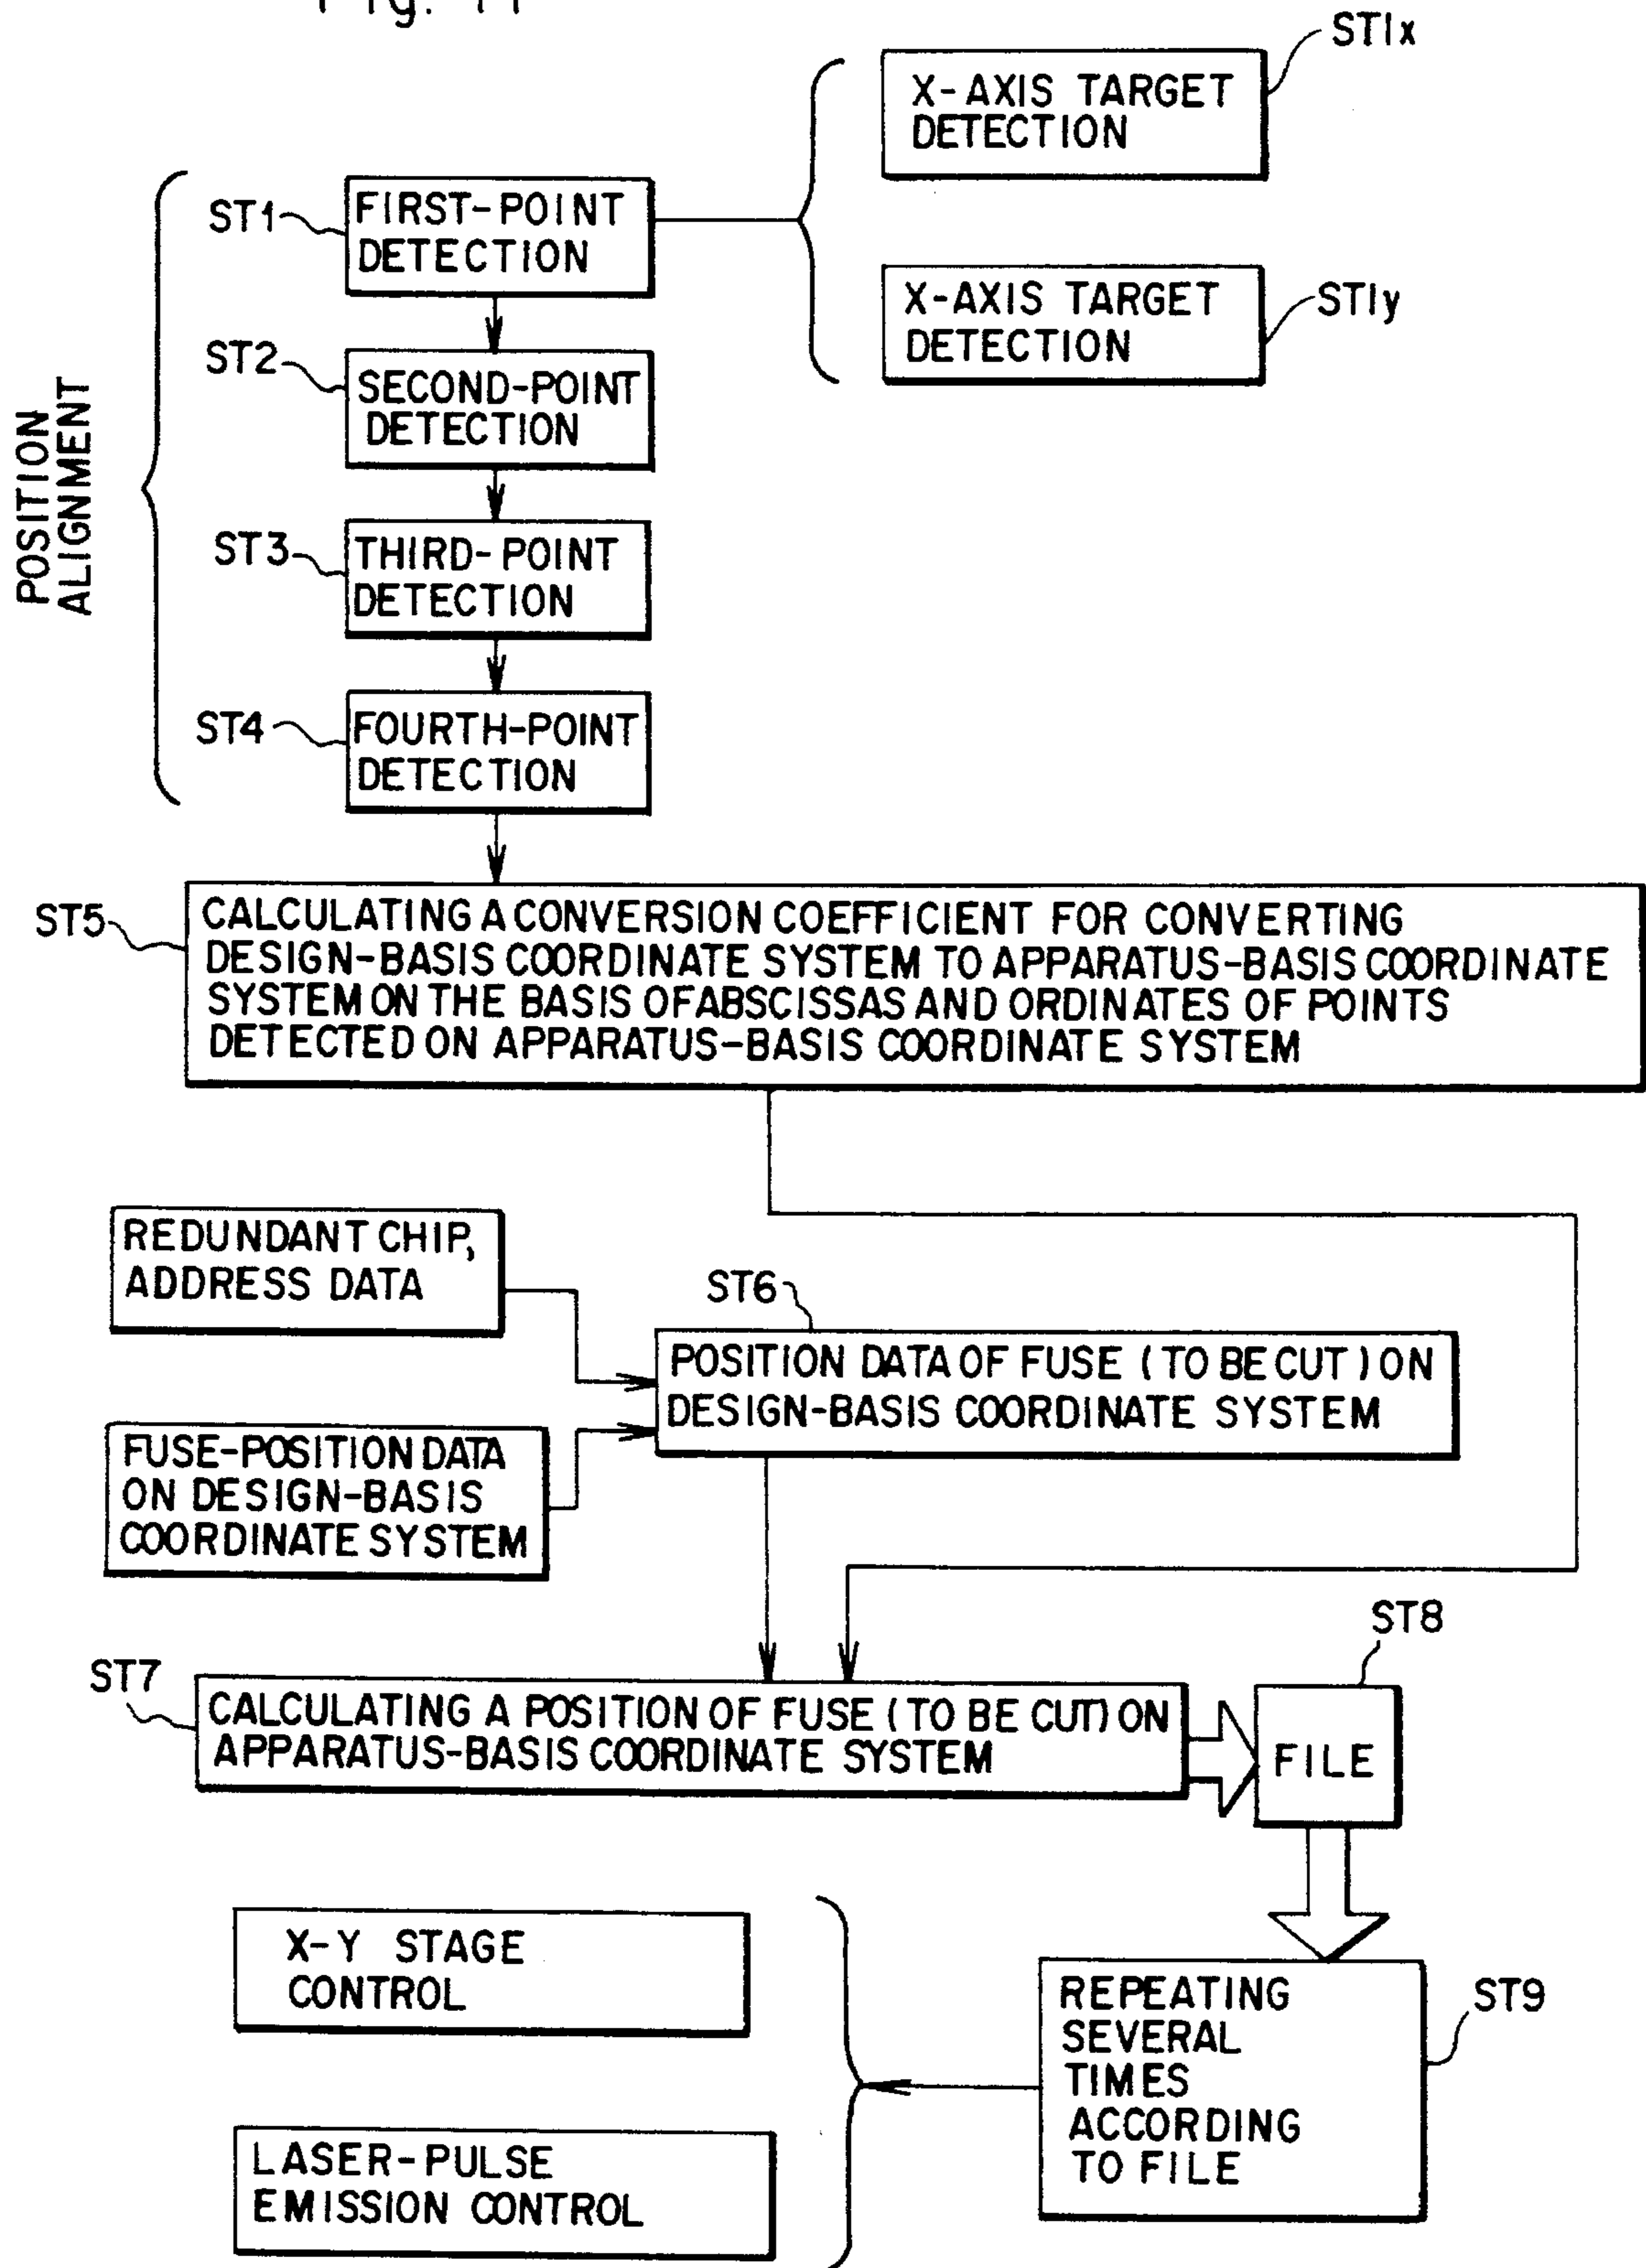 Fig. 11
ST1x
X-AXIS TARGET
DETECTION
ST1
FIRST-POINT
DETECTION
X-AXIS TARGET
DETECTION
ST1y
ST2
SECOND-POINT
DETECTION
POSITION
ALIGNMENT
ST3
THIRD-POINT
DETECTION
ST4
FOURTH-POINT
DETECTION
ST5
CALCULATING A CONVERSION COEFFICIENT FOR CONVERTING
DESIGN-BASIS COORDINATE SYSTEM TO APPARATUS-BASIS COORDINATE
SYSTEM ON THE BASIS OF ABSCISSAS AND ORDINATES OF POINTS
DETECTED ON APPARATUS-BASIS COORDINATE SYSTEM
REDUNDANT CHIP,
ADDRESS DATA
ST6
POSITION DATA OF FUSE (TO BE CUT) ON
DESIGN-BASIS COORDINATE SYSTEM
FUSE-POSITION DATA
ON DESIGN-BASIS
COORDINATE SYSTEM
ST7
CALCULATING A POSITION OF FUSE (TO BE CUT) ON
APPARATUS-BASIS COORDINATE SYSTEM
ST8
FILE
X-Y STAGE
CONTROL
ST9
REPEATING
SEVERAL
TIMES
ACCORDING
TO FILE
LASER-PULSE
EMISSION CONTROL